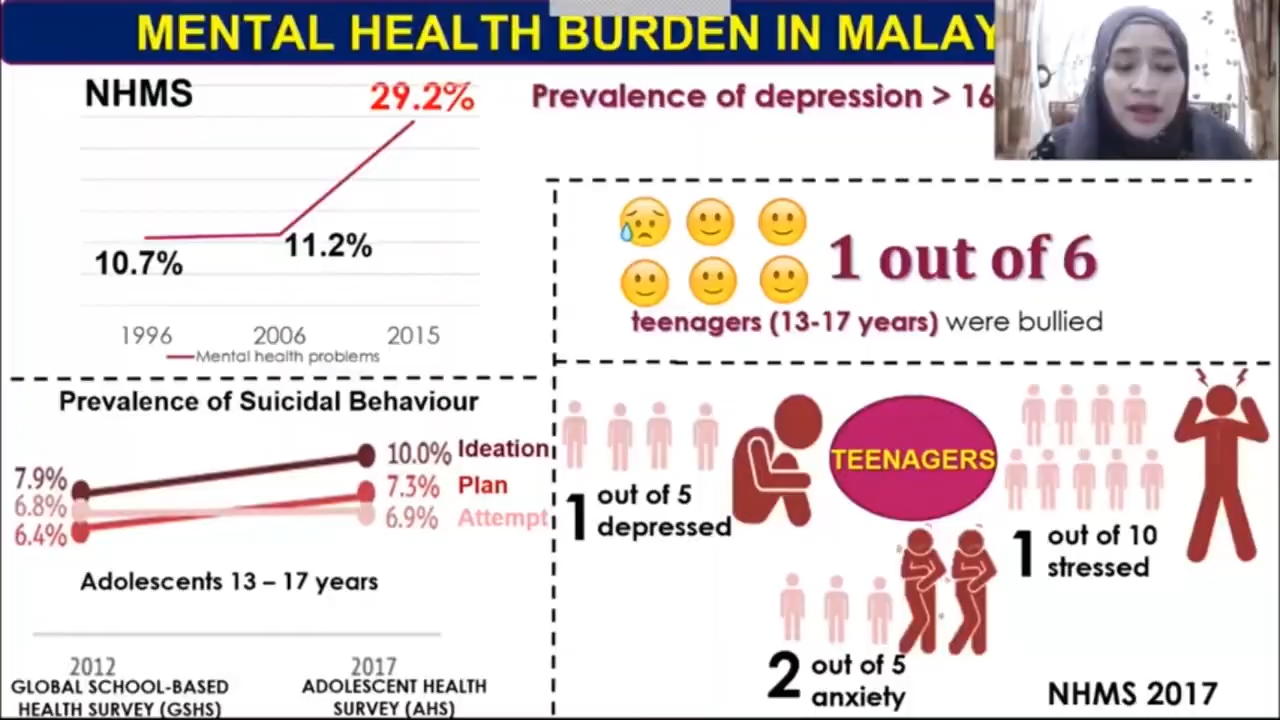 MENTAL HEALTH BURDEN IN MALAY
NHMS
29.2%
11.2%
10.7%
1996 2006 2015
Mental health problems
Prevalence of depression > 16
1 out of 6
teenagers (13-17 years) were bullied
Prevalence of Suicidal Behaviour
7.9%
6.8%
6.4%
10.0% Ideation
7.3% Plan
6.9% Attempt
Adolescents 13 – 17 years
2012 2017
GLOBAL SCHOOL-BASED
HEALTH SURVEY (GSHS)
ADOLESCENT HEALTH
SURVEY (AHS)
TEENAGERS
1 out of 5
depressed
1 out of 10
stressed
2 out of 5
anxiety
NHMS 2017